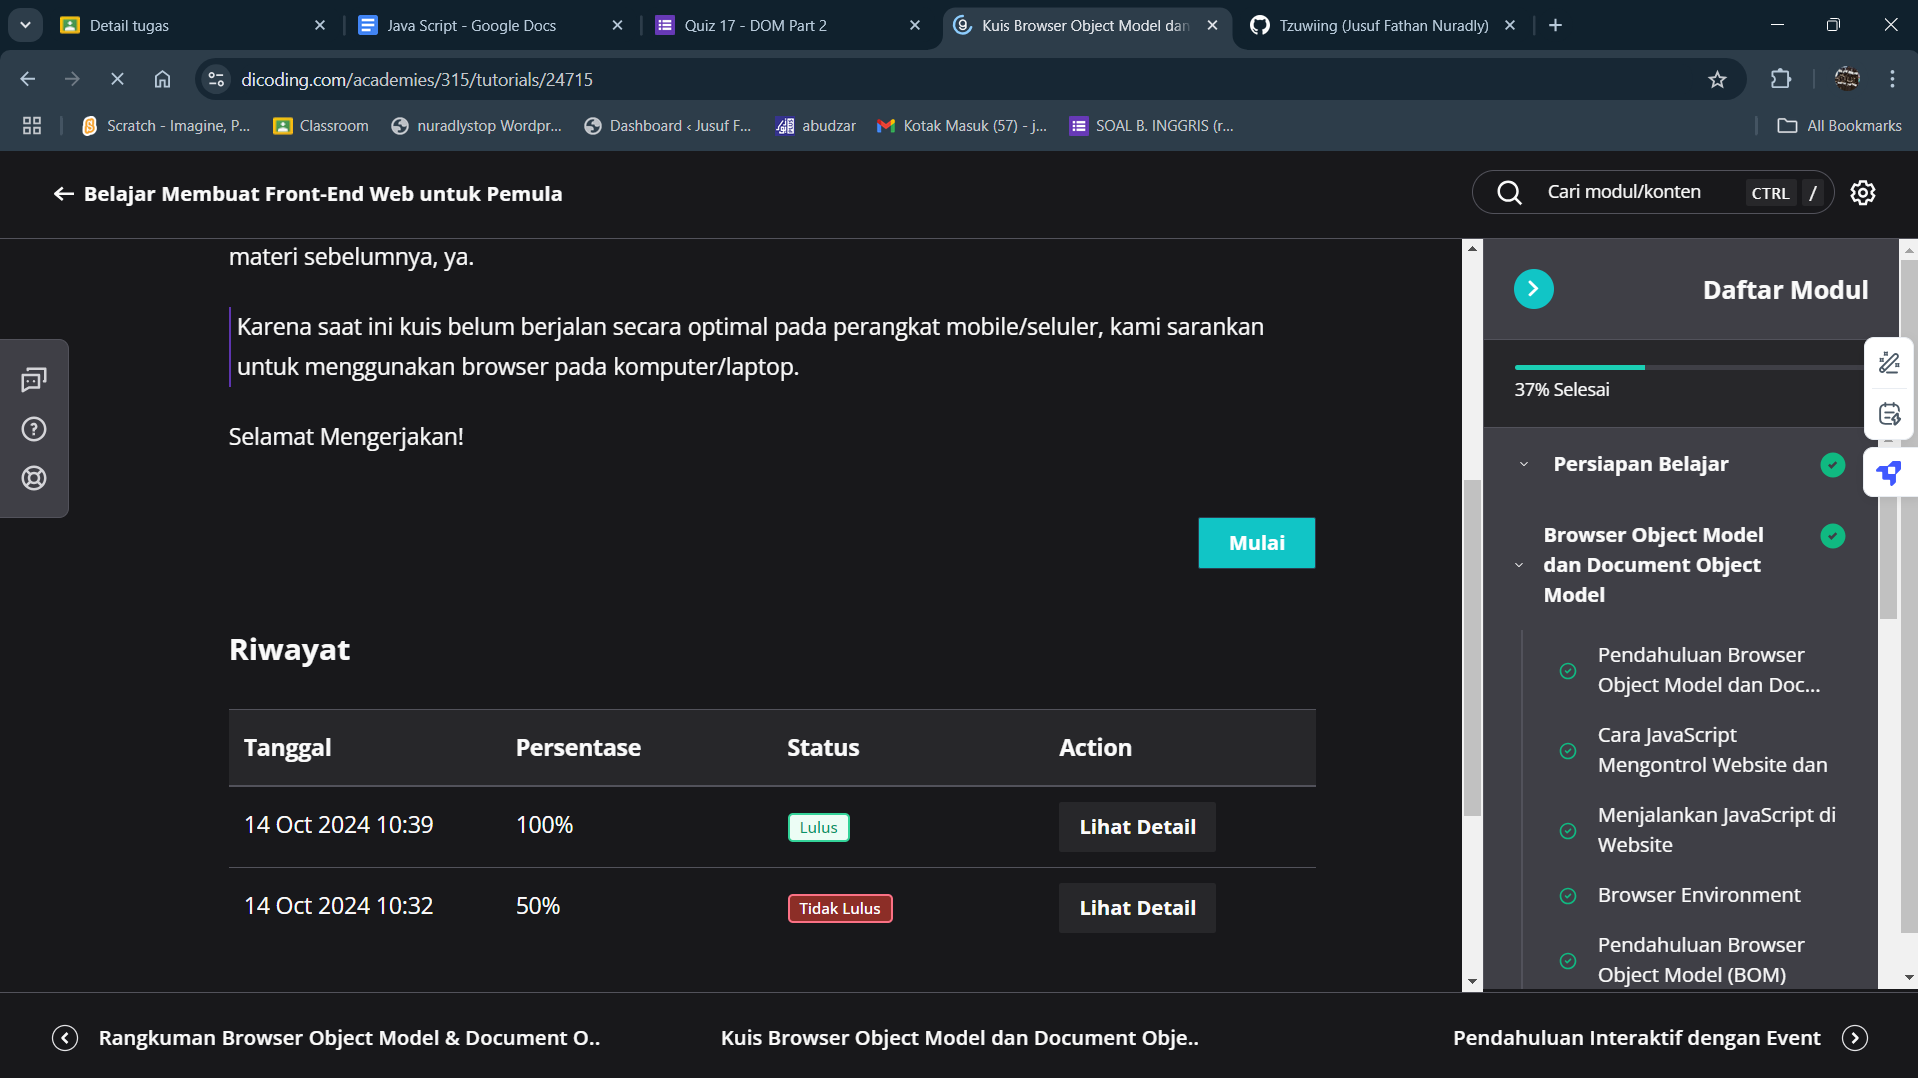 Detail tugas
Java Script - Google Docs
Quiz 17 - DOM Part 2
Kuis Browser Object Model dan
Tzuwiing (Jusuf Fathan Nuradly)
dicoding.com/academies/315/tutorials/24715
Scratch - Imagine, P...
Classroom
nuradlystop Wordpr...
Dashboard ‹ Jusuf F...
abudzar
Kotak Masuk (57) - j...
SOAL B. INGGRIS (r...
All Bookmarks
Belajar Membuat Front-End Web untuk Pemula
Cari modul/konten
CTRL /
materi sebelumnya, ya.
Karena saat ini kuis belum berjalan secara optimal pada perangkat mobile/seluler, kami sarankan
untuk menggunakan browser pada komputer/laptop.
Selamat Mengerjakan!
Mulai
Riwayat
Tanggal Persentase Status Action
14 Oct 2024 10:39 100% Lulus Lihat Detail
14 Oct 2024 10:32 50% Tidak Lulus Lihat Detail
Daftar Modul
37% Selesai
Persiapan Belajar
Browser Object Model
dan Document Object
Model
Pendahuluan Browser
Object Model dan Doc...
Cara JavaScript
Mengontrol Website dan
Menjalankan JavaScript di
Website
Browser Environment
Pendahuluan Browser
Object Model (BOM)
Rangkuman Browser Object Model & Document O..
Kuis Browser Object Model dan Document Obje..
Pendahuluan Interaktif dengan Event